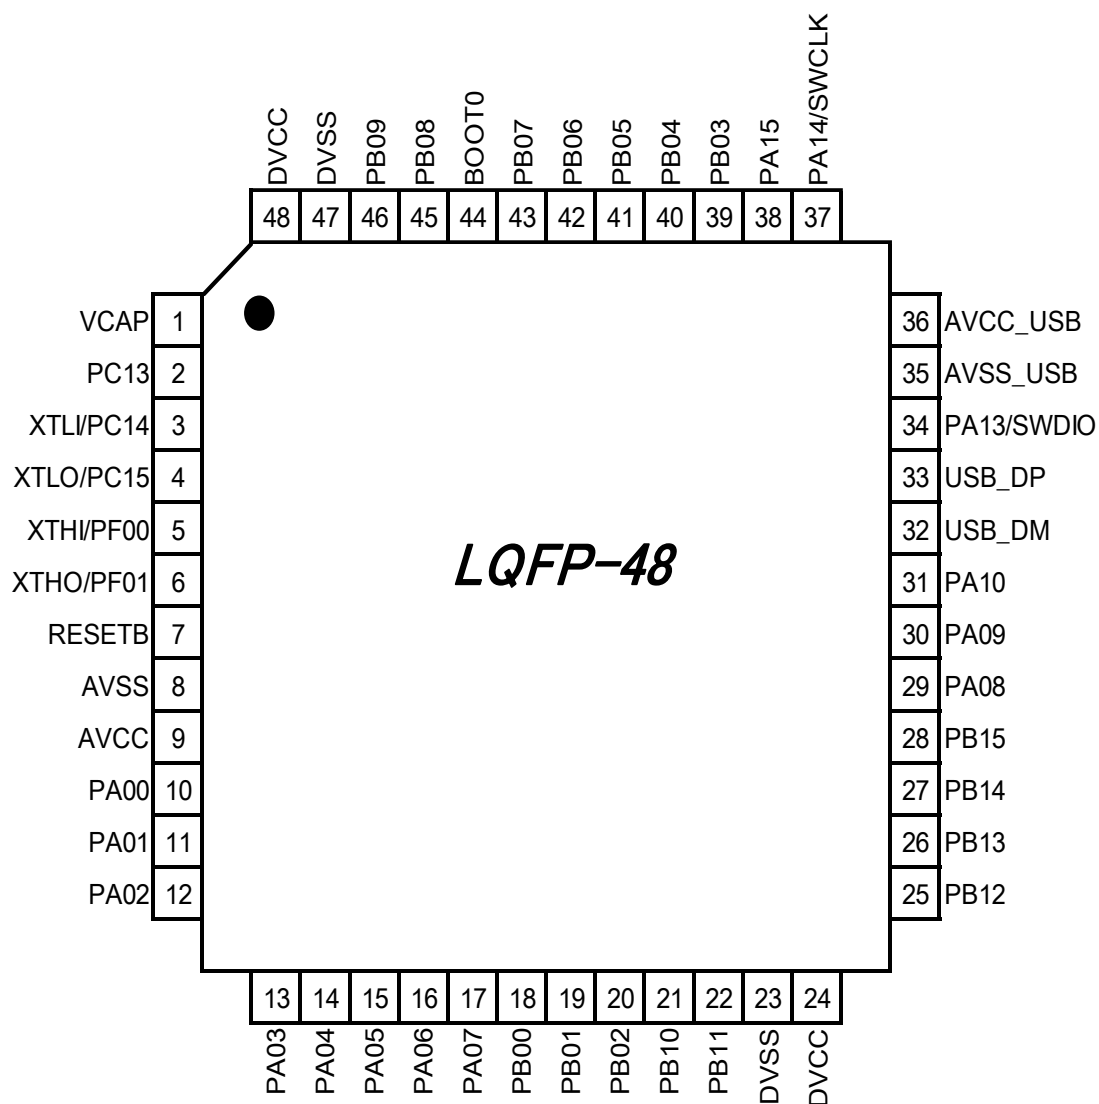 DVCC
DVSS
PB09
PB08
BOOT0
PB07
PB06
PB05
PB04
PB03
PA15
PA14/SWCLK
48 47 46 45 44 43 42 41 40 39 38 37
VCAP 1
PC13 2
XTLI/PC14 3
XTLO/PC15 4
XTHI/PF00 5
XTHO/PF01 6
RESETB 7
AVSS 8
AVCC 9
PA00 10
PA01 11
PA02 12
LQFP-48
36 AVCC_USB
35 AVSS_USB
34 PA13/SWDIO
33 USB_DP
32 USB_DM
31 PA10
30 PA09
29 PA08
28 PB15
27 PB14
26 PB13
25 PB12
13 14 15 16 17 18 19 20 21 22 23 24
PA03
PA04
PA05
PA06
PA07
PB00
PB01
PB02
PB10
PB11
DVSS
DVCC